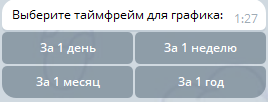 Выберите таймфрейм для графика:
1:27
За 1 день
За 1 неделю
За 1 месяц
За 1 год